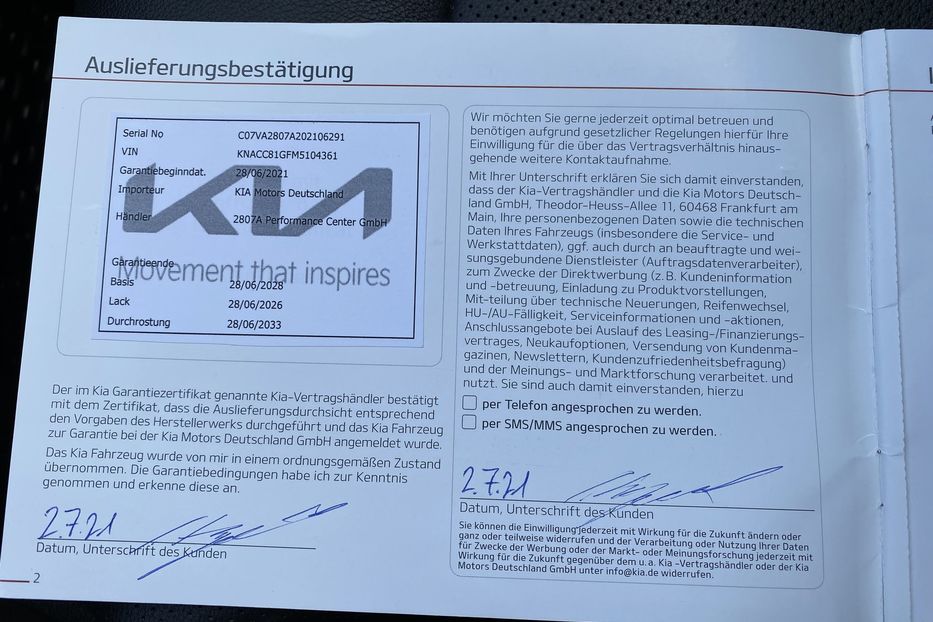 Auslieferungsbestätigung
Serial No C07VA2807A202106291
VIN KNACC81GFM5104361
Garantiebeginndat. 28/06/2021
Importeur KIA Motors Deutschland
Händler 2807A Performance Center GmbH
KIA
Garantieende
Movement that inspires
Basis 28/06/2028
Lack 28/06/2026
Durchrostung 28/06/2033
Der im Kia Garantiezertifikat genannte Kia-Vertragshändler bestätigt
mit dem Zertifikat, dass die Auslieferungsdurchsicht entsprechend
den Vorgaben des Herstellerwerks durchgeführt und das Kia Fahrzeug
zur Garantie bei der Kia Motors Deutschland GmbH angemeldet wurde.
Das Kia Fahrzeug wurde von mir in einem ordnungsgemäßen Zustand
übernommen. Die Garantiebedingungen habe ich zur Kenntnis
genommen und erkenne diese an.
2.7.21
Datum, Unterschrift des Kunden
2
Wir möchten Sie gerne jederzeit optimal betreuen und
benötigen aufgrund gesetzlicher Regelungen hierfür Ihre
Einwilligung für die über das Vertragsverhältnis hinaus-
gehende weitere Kontaktaufnahme.
Mit Ihrer Unterschrift erklären Sie sich damit einverstanden,
dass der Kia-Vertragshändler und die Kia Motors Deutsch-
land GmbH, Theodor-Heuss-Allee 11, 60468 Frankfurt am
Main, Ihre personenbezogenen Daten sowie die technischen
Daten Ihres Fahrzeugs (insbesondere die Service- und
Werkstattdaten), ggf. auch durch an beauftragte und wei-
sungsgebundene Dienstleister (Auftragsdatenverarbeiter),
zum Zwecke der Direktwerbung (z.B. Kundeninformation
und -betreuung, Einladung zu Produktvorstellungen,
Mit-teilung über technische Neuerungen, Reifenwechsel,
HU-/AU-Fälligkeit, Serviceinformationen und -aktionen,
Anschlussangebote bei Auslauf des Leasing-/Finanzierungs-
vertrages, Neukaufoptionen, Versendung von Kundenma-
gazinen, Newslettern, Kundenzufriedenheitsbefragung)
und der Meinungs- und Marktforschung verarbeitet. und
nutzt. Sie sind auch damit einverstanden, hierzu
per Telefon angesprochen zu werden.
per SMS/MMS angesprochen zu werden.
2.7.21
Datum, Unterschrift des Kunden
Sie können die Einwilligung jederzeit mit Wirkung für die Zukunft ändern oder
ganz oder teilweise widerrufen und der Verarbeitung oder Nutzung Ihrer Daten
für Zwecke der Werbung oder der Markt- oder Meinungsforschung jederzeit mit
Wirkung für die Zukunft gegenüber dem u. a. Kia -Vertragshändler oder der Kia
Motors Deutschland GmbH unter info@kia.de widerrufen.